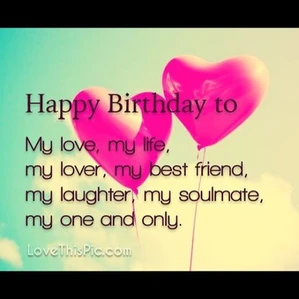 Happy Birthday to
My love, my life,
my lover, my best friend,
my laughter, my soulmate,
my one and only.
LoveThisPic.com